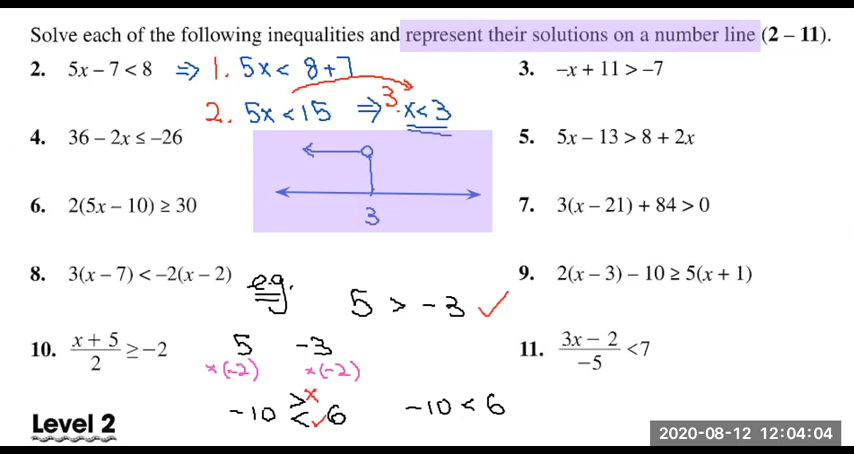 Solve each of the following inequalities and represent their solutions on a number line (2 – 11).
2. 5x – 7 < 8 ⇒ 1. 5x < 8+7
3. –x + 11 > –7
2. 5x < 15 ⇒ 3. x < 3
4. 36 – 2x ≤ –26
5. 5x – 13 > 8 + 2x
6. 2(5x – 10) ≥ 30
3
7. 3(x – 21) + 84 > 0
8. 3(x – 7) < –2(x – 2)
e.g.
5 > -3 ✓
9. 2(x – 3) – 10 ≥ 5(x + 1)
10. (x + 5)/2 ≥ –2
5 -3
×(-2) ×(-2)
11. (3x – 2)/–5 < 7
-10 > × 6
< ✓
-10 < 6
Level 2
2020-08-12 12:04:04